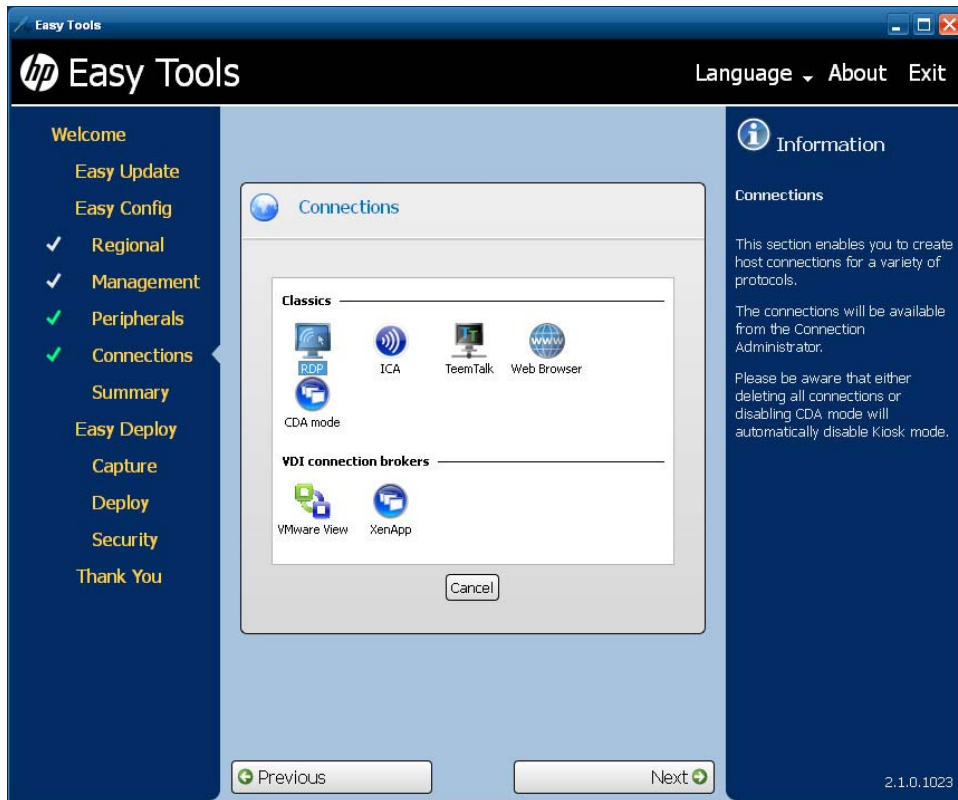 Easy Tools
hp Easy Tools
Language About Exit
Welcome
Easy Update
Easy Config
Regional
Management
Peripherals
Connections
Summary
Easy Deploy
Capture
Deploy
Security
Thank You
Connections
Classics
RDP
ICA
TT
TeemTalk
WWW
Web Browser
CDA mode
VDI connection brokers
VMware View
XenApp
Cancel
Previous
Next
Information
Connections
This section enables you to create
host connections for a variety of
protocols.
The connections will be available
from the Connection
Administrator.
Please be aware that either
deleting all connections or
disabling CDA mode will
automatically disable Kiosk mode.
2.1.0.1023